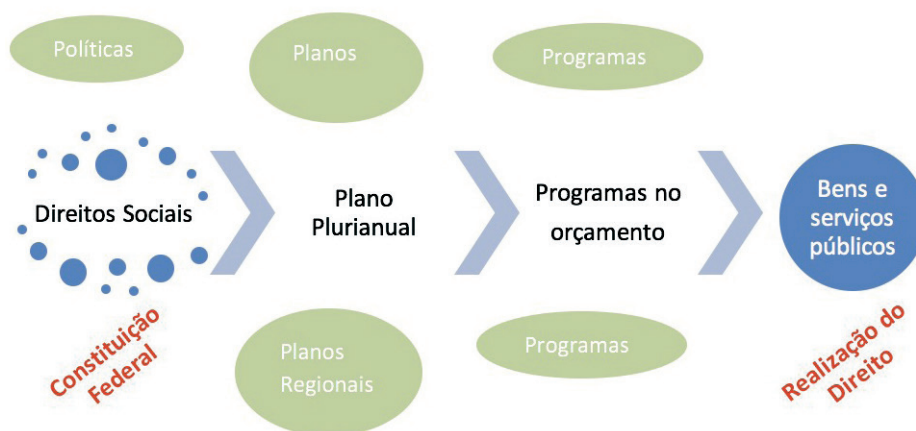 Políticas
Planos
Programas
Direitos Sociais
Plano
Plurianual
Programas no
orçamento
Bens e
serviços
públicos
Constituição
Federal
Planos
Regionais
Programas
Realização do
Direito